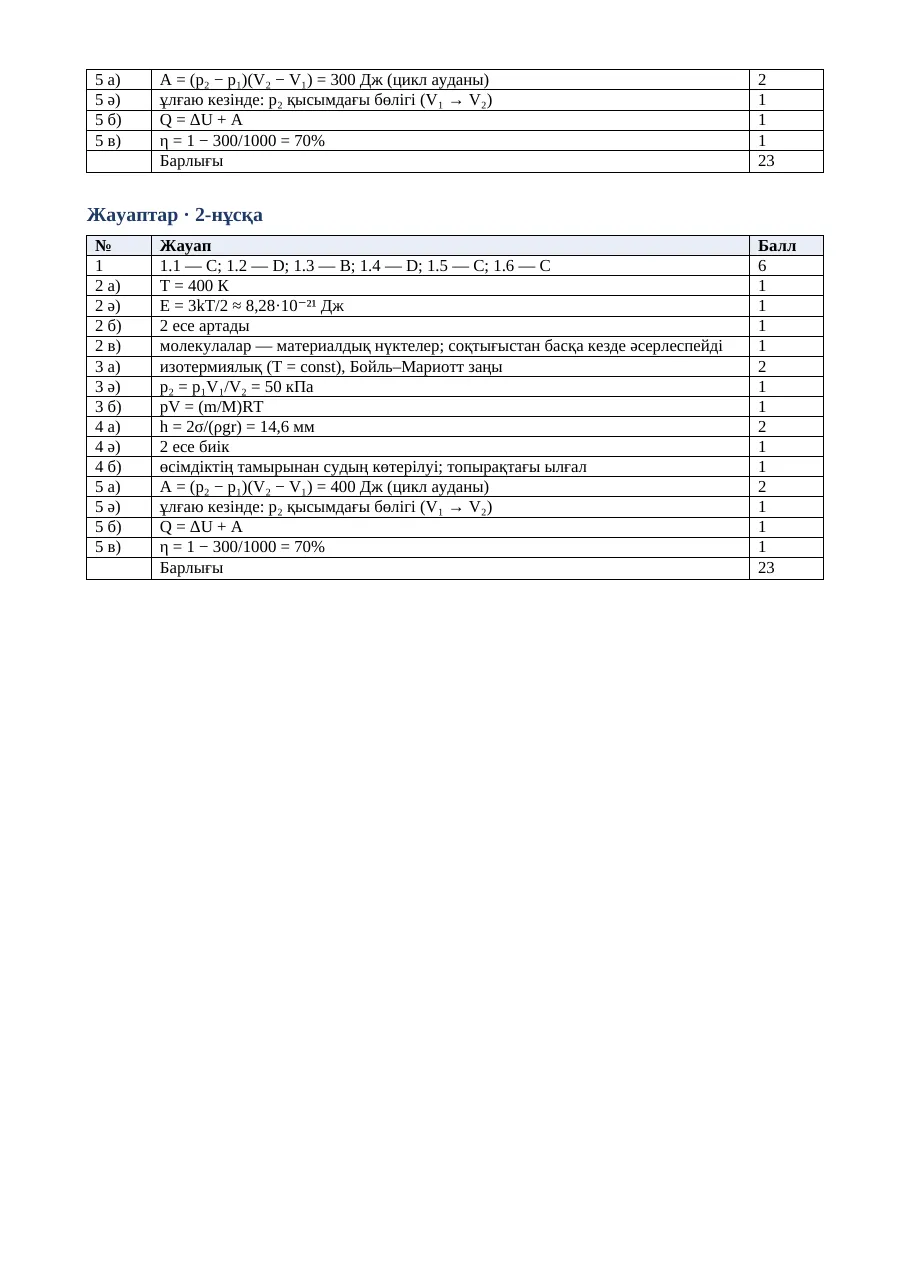 5 а) A = (p₂ − p₁)(V₂ − V₁) = 300 Дж (цикл ауданы) 2
5 ә) ұлғаю кезінде: p₂ қысымдағы бөлігі (V₁ → V₂) 1
5 б) Q = ΔU + A 1
5 в) η = 1 − 300/1000 = 70% 1
Барлығы 23
Жауаптар · 2-нұсқа
№ Жауап Балл
1 1.1 — C; 1.2 — D; 1.3 — B; 1.4 — D; 1.5 — C; 1.6 — C 6
2 а) T = 400 К 1
2 ә) E = 3kT/2 ≈ 8,28·10⁻²¹ Дж 1
2 б) 2 есе артады 1
2 в) молекулалар — материалдық нүктелер; соқтығыстан басқа кезде әсерлеспейді 1
3 а) изотермиялық (T = const), Бойль–Мариотт заңы 2
3 ә) p₂ = p₁V₁/V₂ = 50 кПа 1
3 б) pV = (m/M)RT 1
4 а) h = 2σ/(ρgr) = 14,6 мм 2
4 ә) 2 есе биік 1
4 б) өсімдіктің тамырынан судың көтерілуі; топырақтағы ылғал 1
5 а) A = (p₂ − p₁)(V₂ − V₁) = 400 Дж (цикл ауданы) 2
5 ә) ұлғаю кезінде: p₂ қысымдағы бөлігі (V₁ → V₂) 1
5 б) Q = ΔU + A 1
5 в) η = 1 − 300/1000 = 70% 1
Барлығы 23